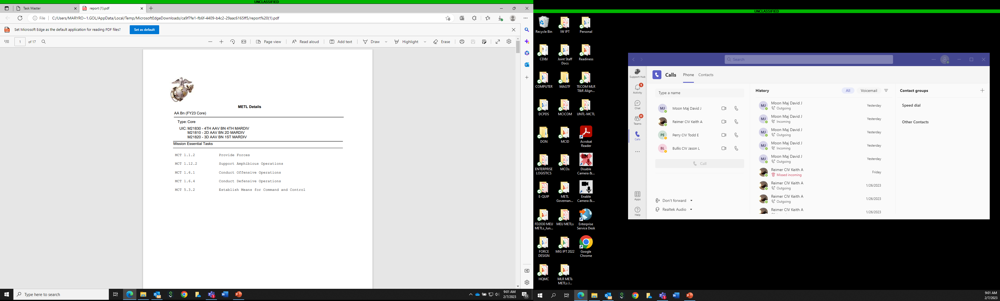 UNCLASSIFIED
Task Master
report (1).pdf
File
C:/Users/MARYRO~1.GOL/AppData/Local/Temp/MicrosoftEdgeDownloads/ca9f7fe1-fb6f-4409-b4c2-29aac6165ff5/report%20(1).pdf
Set Microsoft Edge as the default application for reading PDF files?
Set as default
1 of 17
Page view
Read aloud
Add text
Draw
Highlight
Erase
METL Details
AA Bn (FY23 Core)
Type: Core
UIC: M21830 - 4TH AAV BN 4TH MARDIV
M21810 - 2D AAV BN 2D MARDIV
M21820 - 3D AAV BN 1ST MARDIV
Mission Essential Tasks
MCT 1.1.2 Provide Forces
MCT 1.12.2 Support Amphibious Operations
MCT 1.6.1 Conduct Offensive Operations
MCT 1.6.4 Conduct Defensive Operations
MCT 5.3.2 Establish Means for Command and Control
Type here to search
9:01 AM
2/7/2023
13
UNCLASSIFIED
Recycle Bin
IW IPT
Personal
CD&I
Joint Staff
Docs
Readiness
COMPUTER
MAGTF
TECOM MLR
T&R Align...
DCPDS
MCICOM
UNTL-MCTL
DON
MCID
Acrobat
Reader
ENTERPRISE
LOGISTICS
MCOs
Disable
Camera &...
E-QUIP
METL
Governan...
Enable
Camera &...
FD2030 MEU
METLs_Jun...
MEU METLs
Enterprise
Service Desk
FORCE
DESIGN
MIG IPT 2022
Google
Chrome
HQMC
MLR METs
METLs J...
Search
Support Hub
1
Activity
Chat
Teams
Calls
Apps
Help
Calls
Phone
Contacts
Type a name
MJ Moon Maj David J
Reimer CIV Keith A
PE Perry CIV Todd E
BL Bullis CIV Jason L
Call
Don't forward
Realtek Audio
History
All
Voicemail
MJ Moon Maj David J
Outgoing
Yesterday
MJ Moon Maj David J
Incoming
Yesterday
MJ Moon Maj David J
Outgoing
Yesterday
MJ Moon Maj David J
Incoming
Yesterday
MJ Moon Maj David J
Outgoing
Yesterday
Reimer CIV Keith A
Missed incoming
Friday
Reimer CIV Keith A
Outgoing
1/26/2023
Reimer CIV Keith A
Outgoing
1/26/2023
Reimer CIV Keith A
1/26/2023
Contact groups
Speed dial
Other Contacts
9:01 AM
2/7/2023